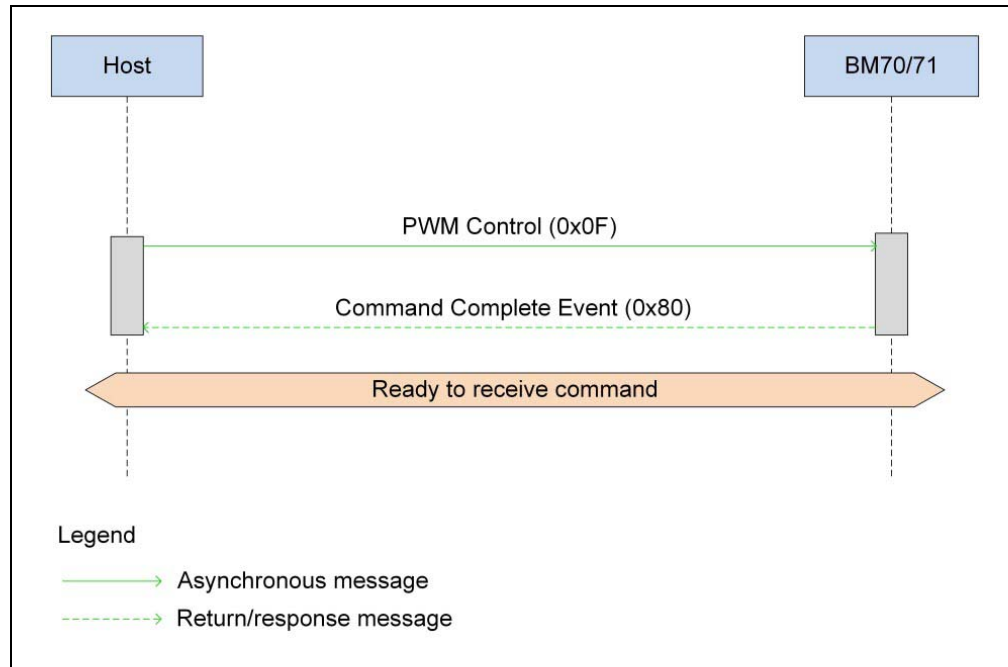 Host
BM70/71
PWM Control (0x0F)
Command Complete Event (0x80)
Ready to receive command
Legend
Asynchronous message
Return/response message